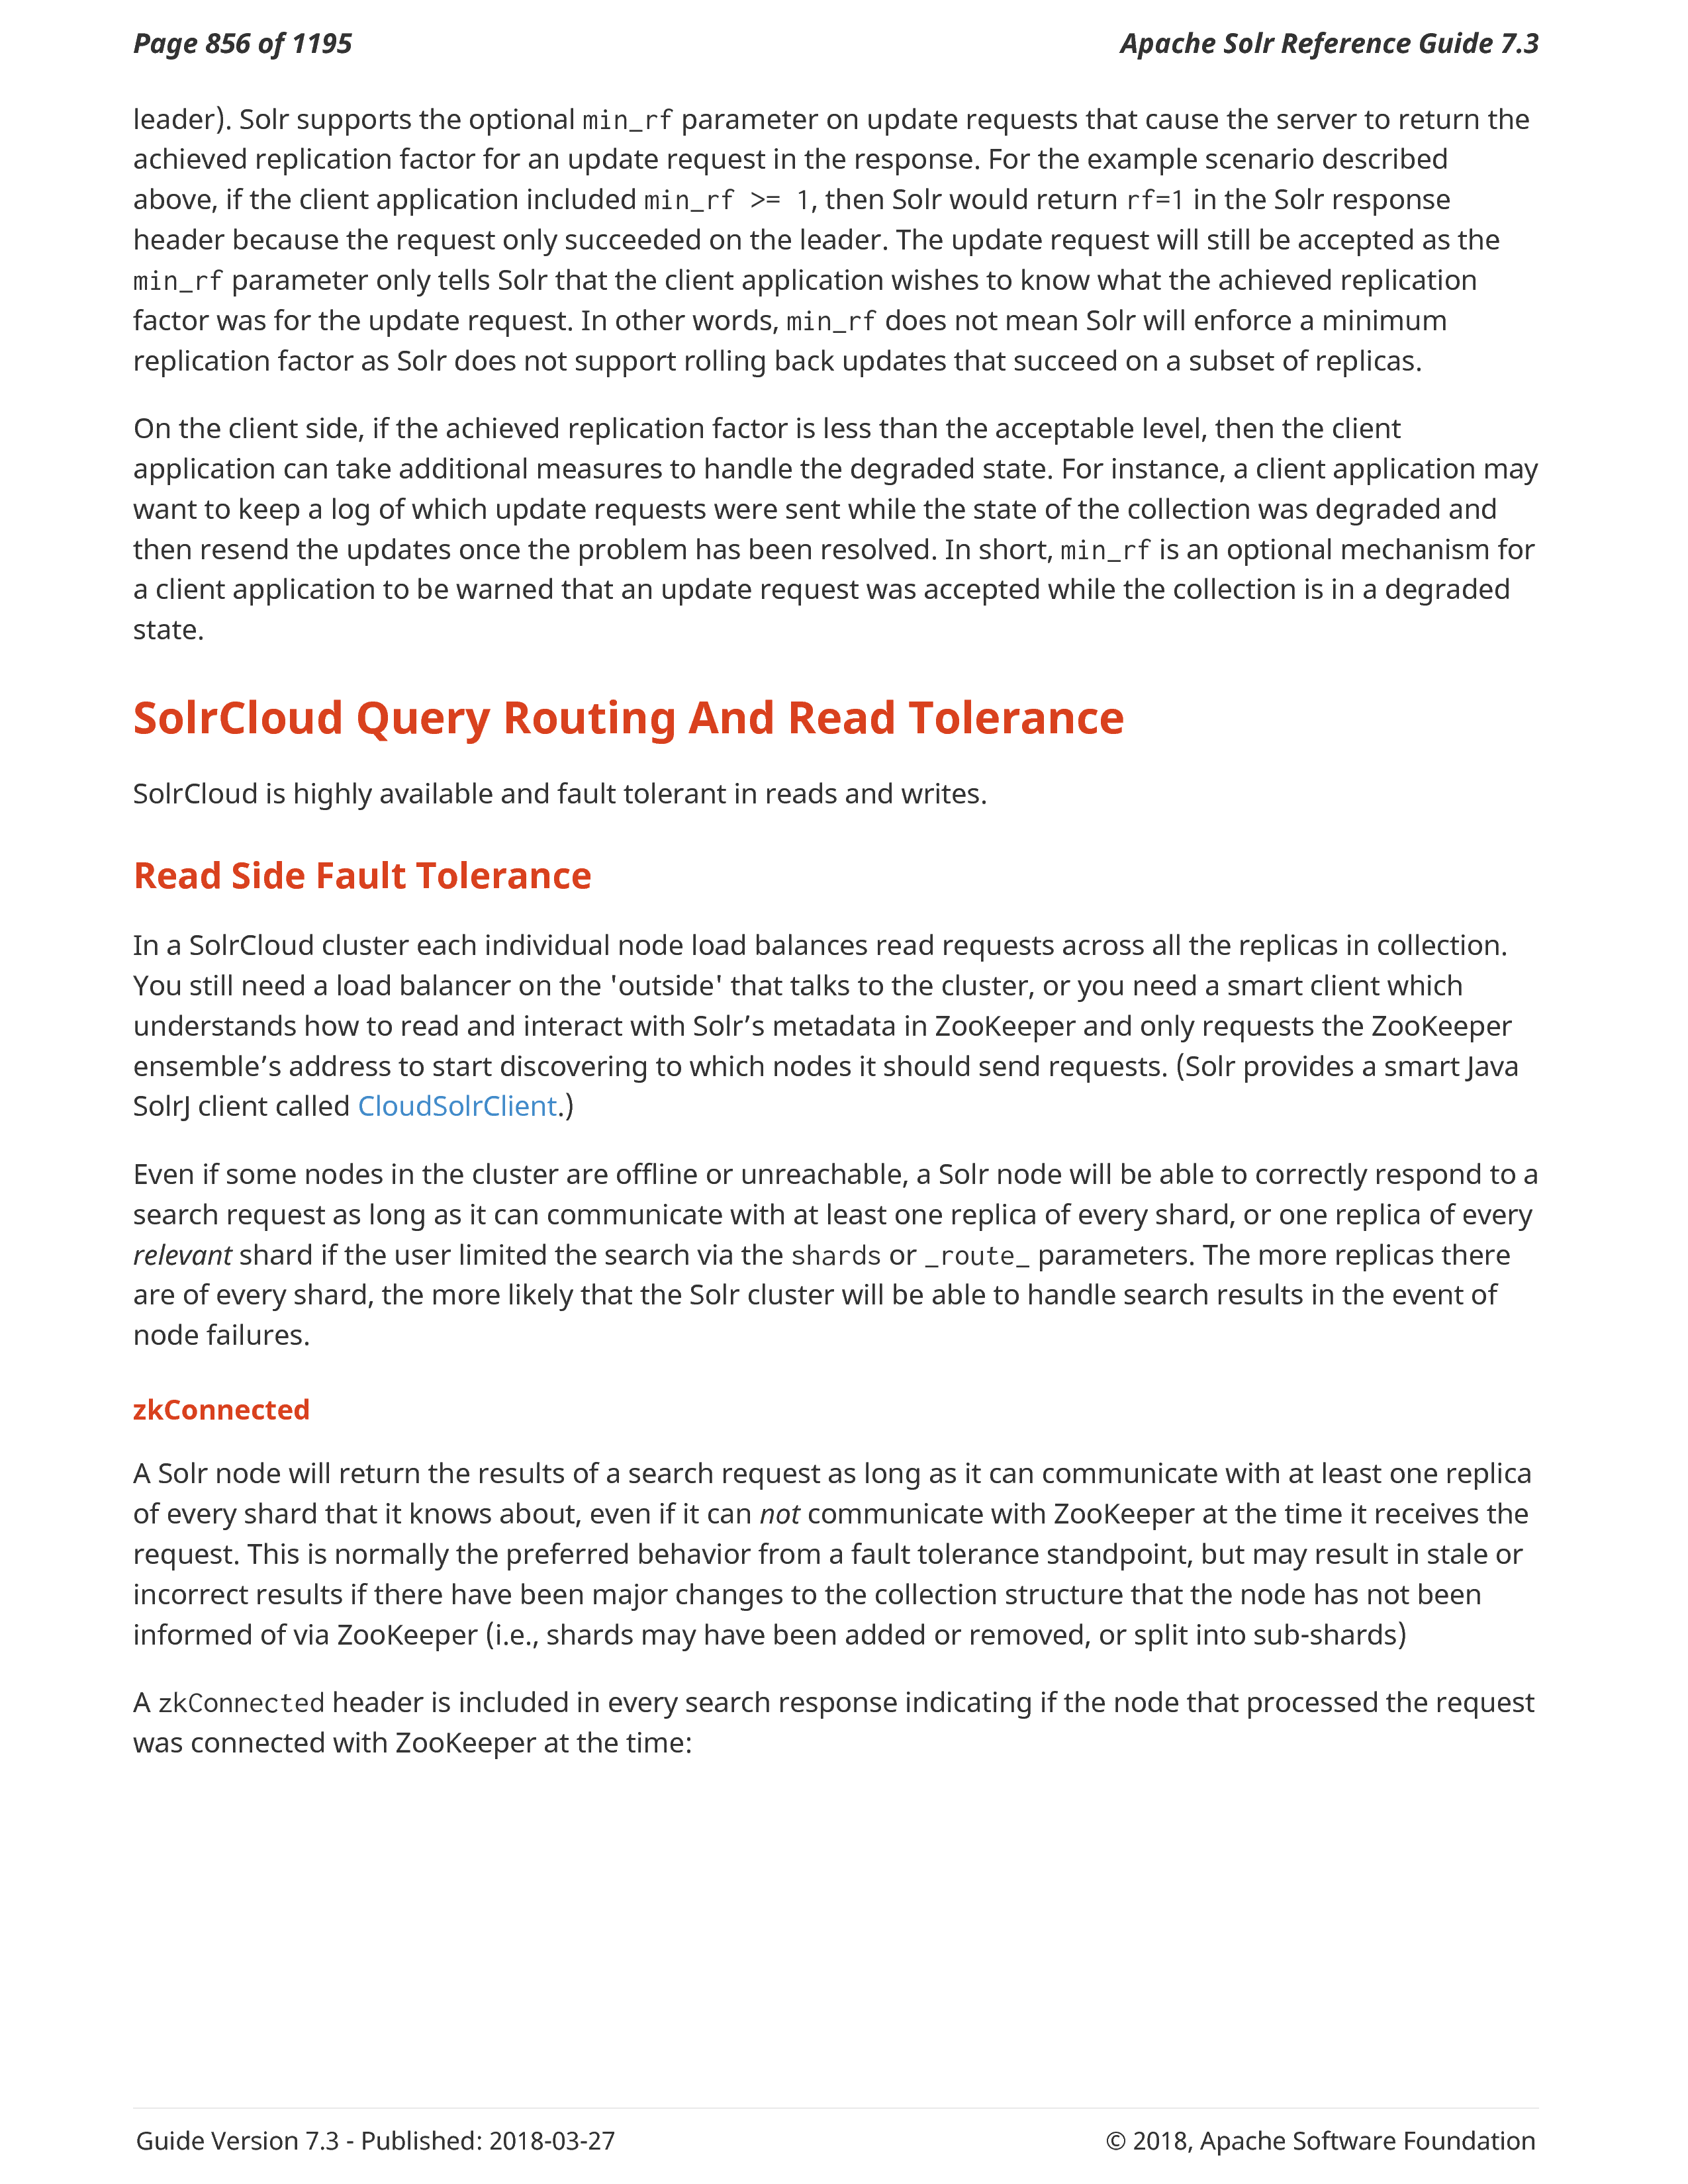 Page 856 of 1195
Apache Solr Reference Guide 7.3
leader). Solr supports the optional min_rf parameter on update requests that cause the server to return the
achieved replication factor for an update request in the response. For the example scenario described
above, if the client application included min_rf >= 1, then Solr would return rf=1 in the Solr response
header because the request only succeeded on the leader. The update request will still be accepted as the
min_rf parameter only tells Solr that the client application wishes to know what the achieved replication
factor was for the update request. In other words, min_rf does not mean Solr will enforce a minimum
replication factor as Solr does not support rolling back updates that succeed on a subset of replicas.
On the client side, if the achieved replication factor is less than the acceptable level, then the client
application can take additional measures to handle the degraded state. For instance, a client application may
want to keep a log of which update requests were sent while the state of the collection was degraded and
then resend the updates once the problem has been resolved. In short, min_rf is an optional mechanism for
a client application to be warned that an update request was accepted while the collection is in a degraded
state.
SolrCloud Query Routing And Read Tolerance
SolrCloud is highly available and fault tolerant in reads and writes.
Read Side Fault Tolerance
In a SolrCloud cluster each individual node load balances read requests across all the replicas in collection.
You still need a load balancer on the 'outside' that talks to the cluster, or you need a smart client which
understands how to read and interact with Solr’s metadata in ZooKeeper and only requests the ZooKeeper
ensemble’s address to start discovering to which nodes it should send requests. (Solr provides a smart Java
SolrJ client called CloudSolrClient.)
Even if some nodes in the cluster are offline or unreachable, a Solr node will be able to correctly respond to a
search request as long as it can communicate with at least one replica of every shard, or one replica of every
relevant shard if the user limited the search via the shards or _route_ parameters. The more replicas there
are of every shard, the more likely that the Solr cluster will be able to handle search results in the event of
node failures.
zkConnected
A Solr node will return the results of a search request as long as it can communicate with at least one replica
of every shard that it knows about, even if it can not communicate with ZooKeeper at the time it receives the
request. This is normally the preferred behavior from a fault tolerance standpoint, but may result in stale or
incorrect results if there have been major changes to the collection structure that the node has not been
informed of via ZooKeeper (i.e., shards may have been added or removed, or split into sub-shards)
A zkConnected header is included in every search response indicating if the node that processed the request
was connected with ZooKeeper at the time:
Guide Version 7.3 - Published: 2018-03-27
© 2018, Apache Software Foundation